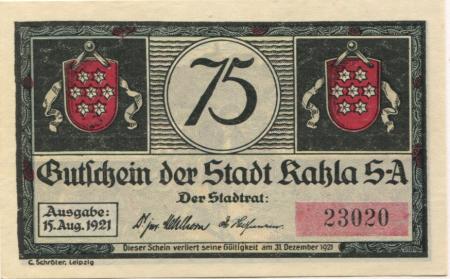 75
Gutschein der Stadt Kahla S-A
Der Stadtrat:
Ausgabe:
15. Aug. 1921
23020
Dieser Schein verliert seine Gültigkeit am 31 Dezember 1921
C. Schröter, Leipzig